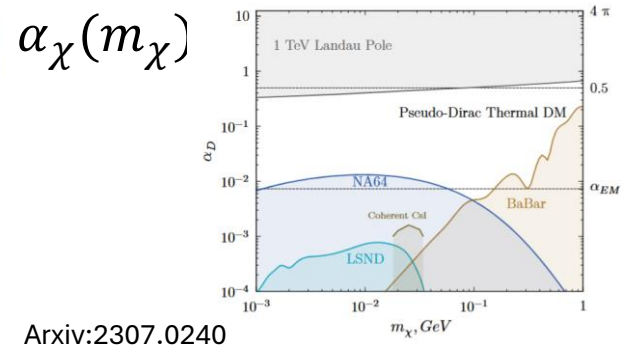 α_χ(m_χ)
10
1
10⁻¹
10⁻²
10⁻³
10⁻⁴
α_D
1 TeV Landau Pole
Pseudo-Dirac Thermal DM
NA64
BaBar
Coherent CsI
LSND
4 π
0.5
α_EM
10⁻³
10⁻²
10⁻¹
1
m_χ, GeV
Arxiv:2307.0240